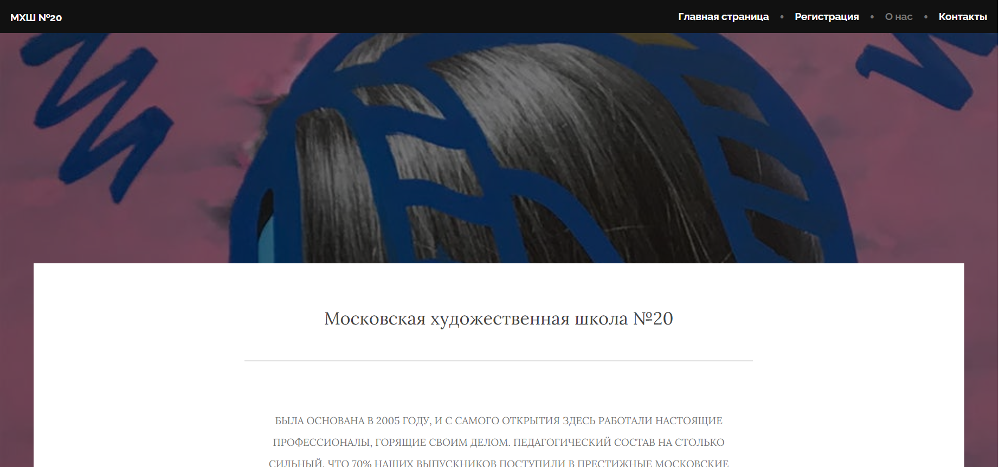 МХШ №20
Главная страница • Регистрация • О нас • Контакты
Московская художественная школа №20
БЫЛА ОСНОВАНА В 2005 ГОДУ, И С САМОГО ОТКРЫТИЯ ЗДЕСЬ РАБОТАЛИ НАСТОЯЩИЕ
ПРОФЕССИОНАЛЫ, ГОРЯЩИЕ СВОИМ ДЕЛОМ. ПЕДАГОГИЧЕСКИЙ СОСТАВ НА СТОЛЬКО
СИЛЬНЫЙ, ЧТО 70% НАШИХ ВЫПУСКНИКОВ ПОСТУПИЛИ В ПРЕСТИЖНЫЕ МОСКОВСКИЕ